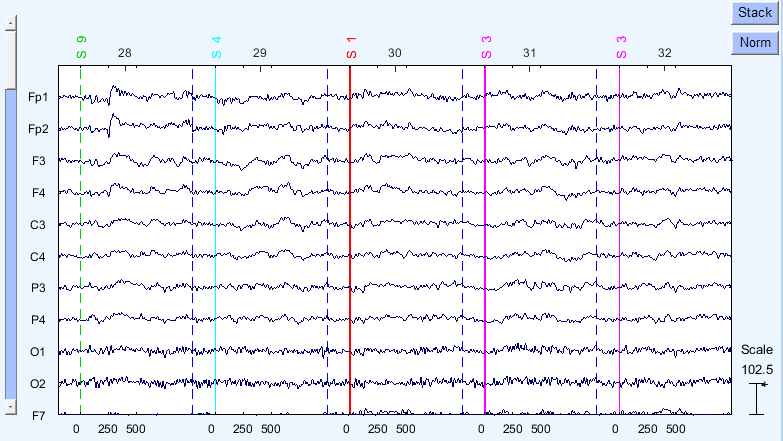 Stack
Norm
S 9 28 S 4 29 S 1 30 S 3 31 S 3 32
Fp1
Fp2
F3
F4
C3
C4
P3
P4
O1
O2
F7
Scale
102.5
0 250 500 0 250 500 0 250 500 0 250 500 0 250 500